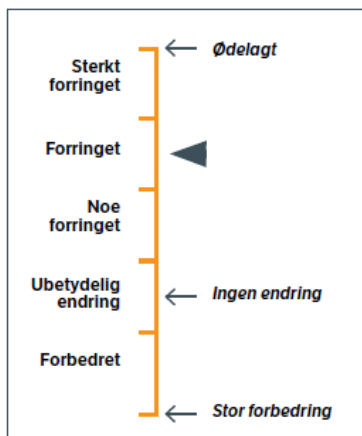 Ødelagt
Sterkt
forringet
Forringet
Noe
forringet
Ubetydelig
endring
Ingen endring
Forbedret
Stor forbedring